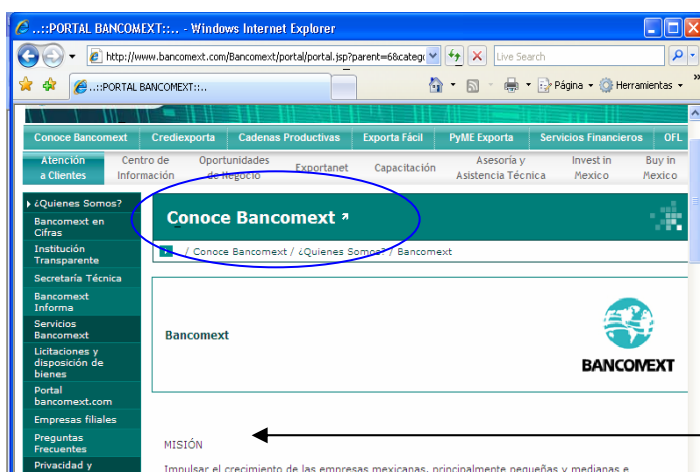 ..::PORTAL BANCOMEXT::.. - Windows Internet Explorer
http://www.bancomext.com/Bancomext/portal/portal.jsp?parent=6&catego
Live Search
..::PORTAL BANCOMEXT::..
Página
Herramientas
»
Conoce Bancomext Crediexporta Cadenas Productivas Exporta Fácil PyME Exporta Servicios Financieros OFL
Atención a Clientes
Centro de Información
Oportunidades de Negocio
Exportanet
Capacitación
Asesoría y Asistencia Técnica
Invest in Mexico
Buy in Mexico
¿Quienes Somos?
Bancomext en
Cifras
Institución
Transparente
Secretaría Técnica
Bancomext
Informa
Servicios
Bancomext
Licitaciones y
disposición de
bienes
Portal
bancomext.com
Empresas filiales
Preguntas
Frecuentes
Privacidad y
Conoce Bancomext
/ Conoce Bancomext / ¿Quienes Somos? / Bancomext
Bancomext
BANCOMEXT
MISIÓN
Impulsar el crecimiento de las empresas mexicanas, principalmente pequeñas y medianas e